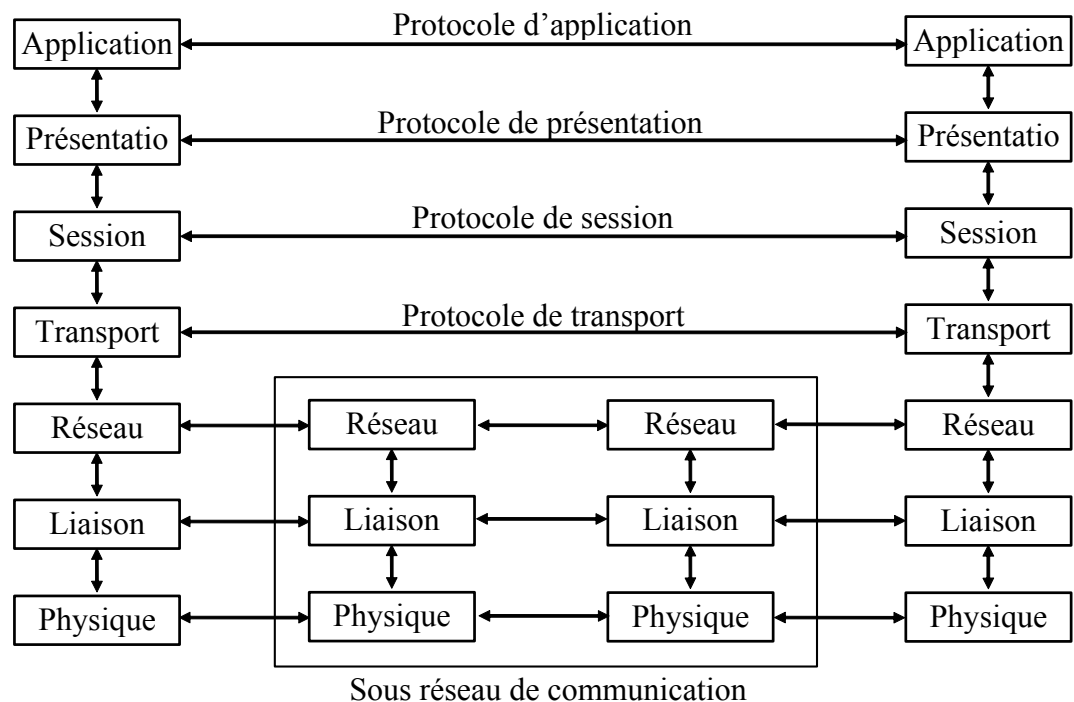 Protocole d’application
Application
Application
Protocole de présentation
Présentatio
Présentatio
Protocole de session
Session
Session
Protocole de transport
Transport
Transport
Réseau
Réseau
Réseau
Réseau
Liaison
Liaison
Liaison
Liaison
Physique
Physique
Physique
Physique
Sous réseau de communication